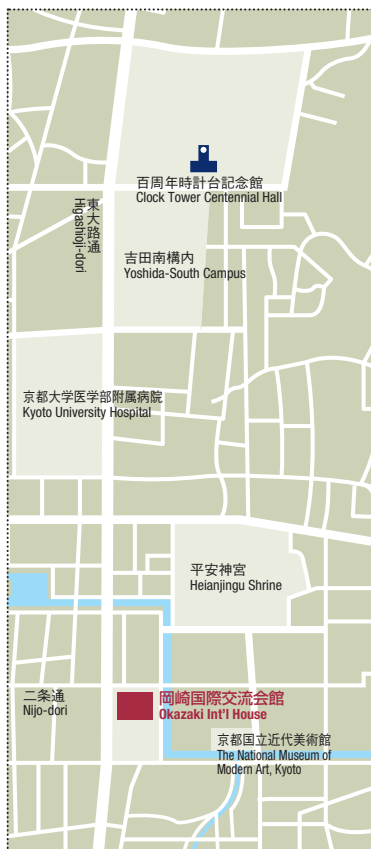 百周年時計台記念館
Clock Tower Centennial Hall
東大路通
Higashioji-dori
吉田南構内
Yoshida-South Campus
京都大学医学部附属病院
Kyoto University Hospital
平安神宮
Heianjingu Shrine
二条通
Nijo-dori
岡崎国際交流会館
Okazaki Int'l House
京都国立近代美術館
The National Museum of
Modern Art, Kyoto